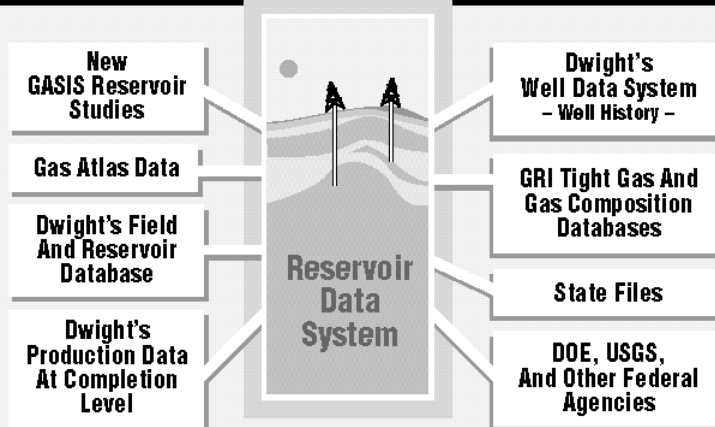 New
GASIS Reservoir
Studies
Gas Atlas Data
Dwight's Field
And Reservoir
Database
Dwight's
Production Data
At Completion
Level
Reservoir
Data
System
Dwight's
Well Data System
– Well History –
GRI Tight Gas And
Gas Composition
Databases
State Files
DOE, USGS,
And Other Federal
Agencies